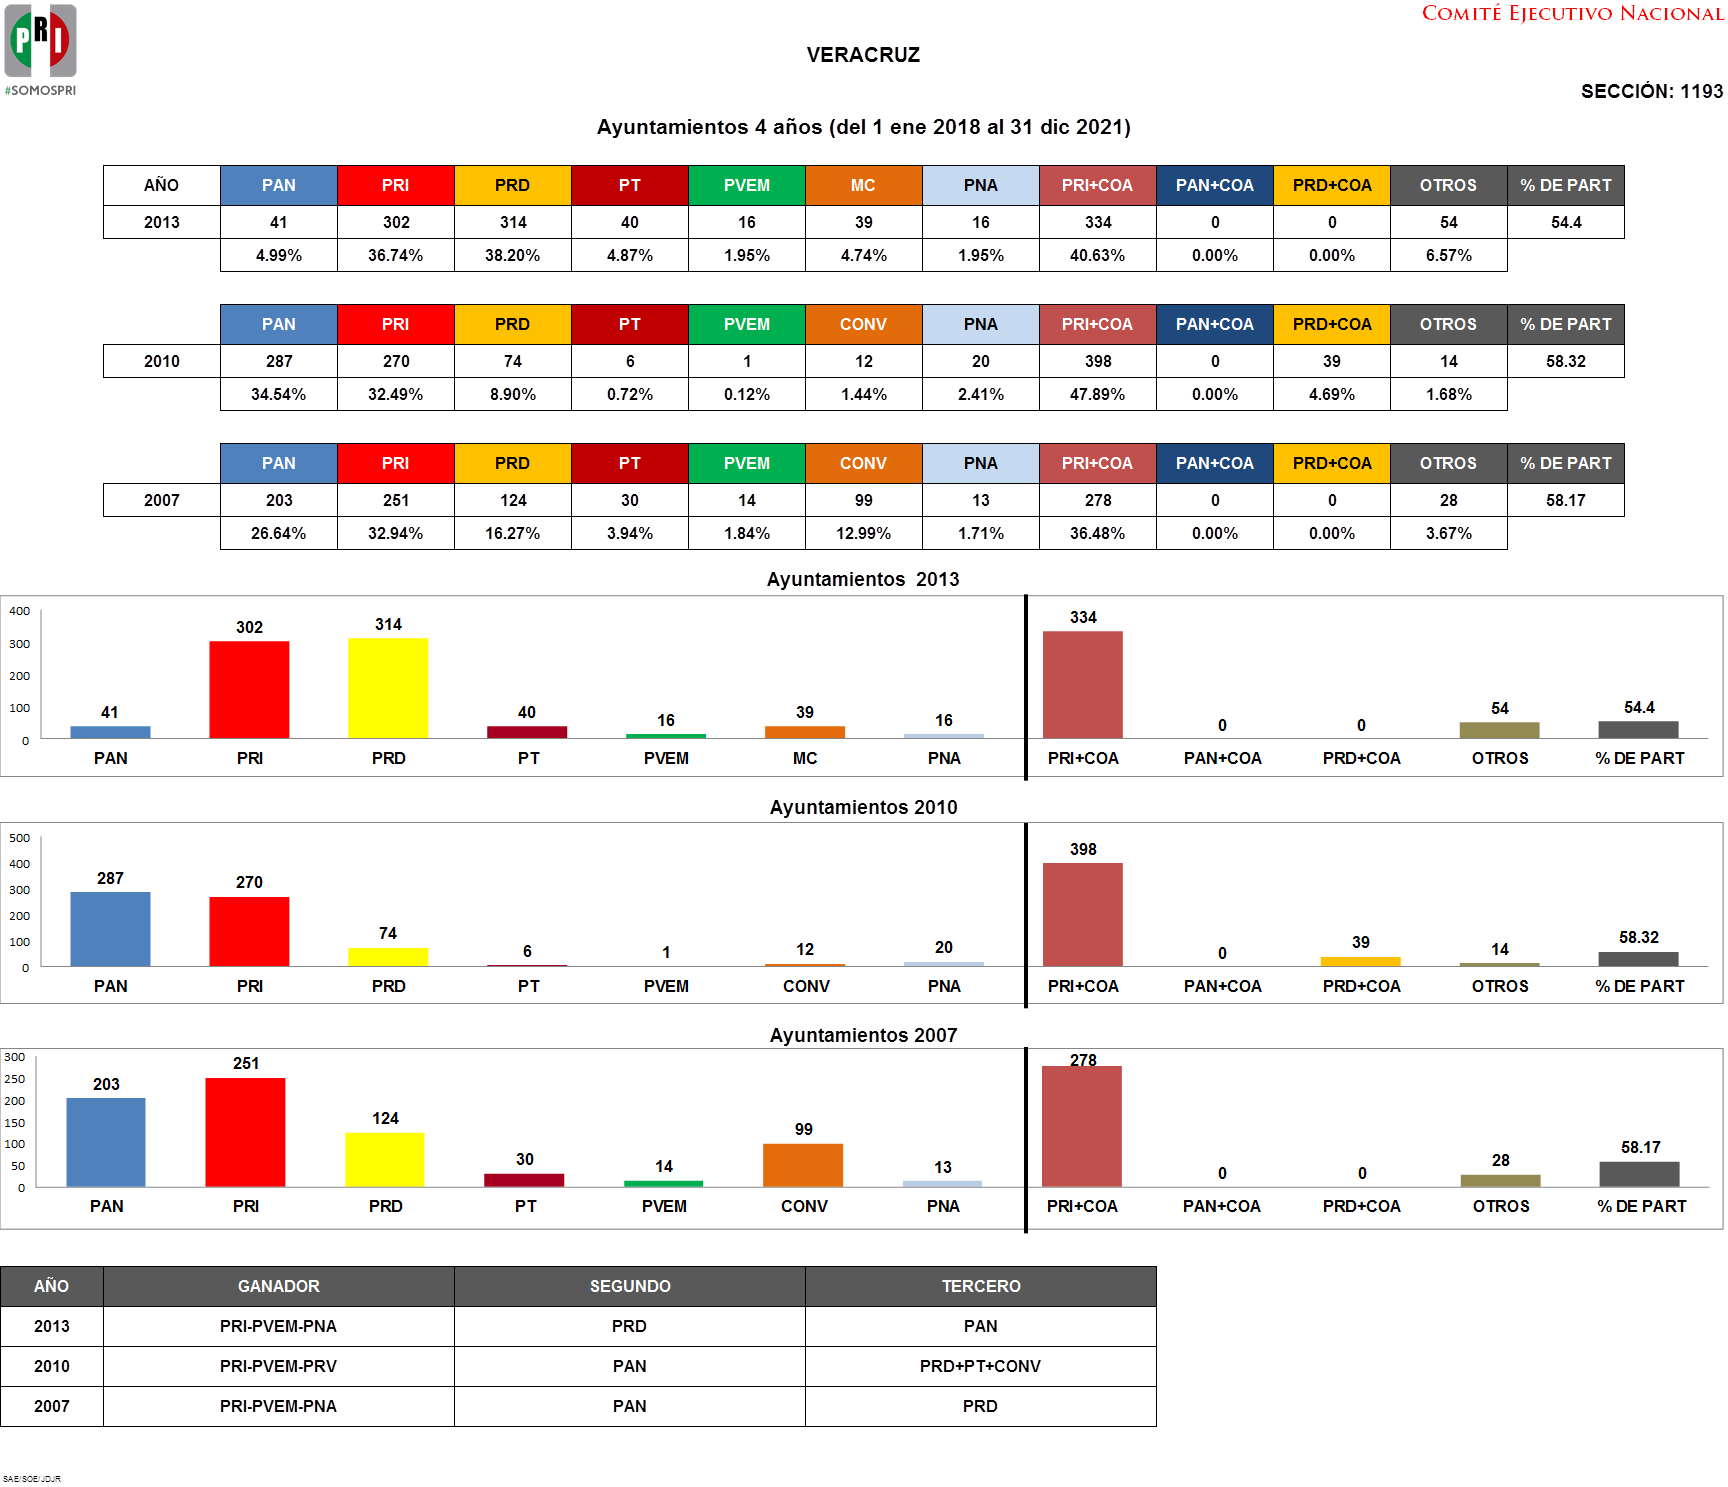 COMITÉ EJECUTIVO NACIONAL
PRI
#SOMOSPRI
VERACRUZ
SECCIÓN: 1193
Ayuntamientos 4 años (del 1 ene 2018 al 31 dic 2021)
AÑO PAN PRI PRD PT PVEM MC PNA PRI+COA PAN+COA PRD+COA OTROS % DE PART
2013 41 302 314 40 16 39 16 334 0 0 54 54.4
4.99% 36.74% 38.20% 4.87% 1.95% 4.74% 1.95% 40.63% 0.00% 0.00% 6.57%
PAN PRI PRD PT PVEM CONV PNA PRI+COA PAN+COA PRD+COA OTROS % DE PART
2010 287 270 74 6 1 12 20 398 0 39 14 58.32
34.54% 32.49% 8.90% 0.72% 0.12% 1.44% 2.41% 47.89% 0.00% 4.69% 1.68%
PAN PRI PRD PT PVEM CONV PNA PRI+COA PAN+COA PRD+COA OTROS % DE PART
2007 203 251 124 30 14 99 13 278 0 0 28 58.17
26.64% 32.94% 16.27% 3.94% 1.84% 12.99% 1.71% 36.48% 0.00% 0.00% 3.67%
Ayuntamientos 2013
400
300
200
100
0
41 302 314 40 16 39 16 334 0 0 54 54.4
PAN PRI PRD PT PVEM MC PNA PRI+COA PAN+COA PRD+COA OTROS % DE PART
Ayuntamientos 2010
500
400
300
200
100
0
287 270 74 6 1 12 20 398 0 39 14 58.32
PAN PRI PRD PT PVEM CONV PNA PRI+COA PAN+COA PRD+COA OTROS % DE PART
Ayuntamientos 2007
300
250
200
150
100
50
0
203 251 124 30 14 99 13 278 0 0 28 58.17
PAN PRI PRD PT PVEM CONV PNA PRI+COA PAN+COA PRD+COA OTROS % DE PART
AÑO GANADOR SEGUNDO TERCERO
2013 PRI-PVEM-PNA PRD PAN
2010 PRI-PVEM-PRV PAN PRD+PT+CONV
2007 PRI-PVEM-PNA PAN PRD
SAE/SOE/JDJR